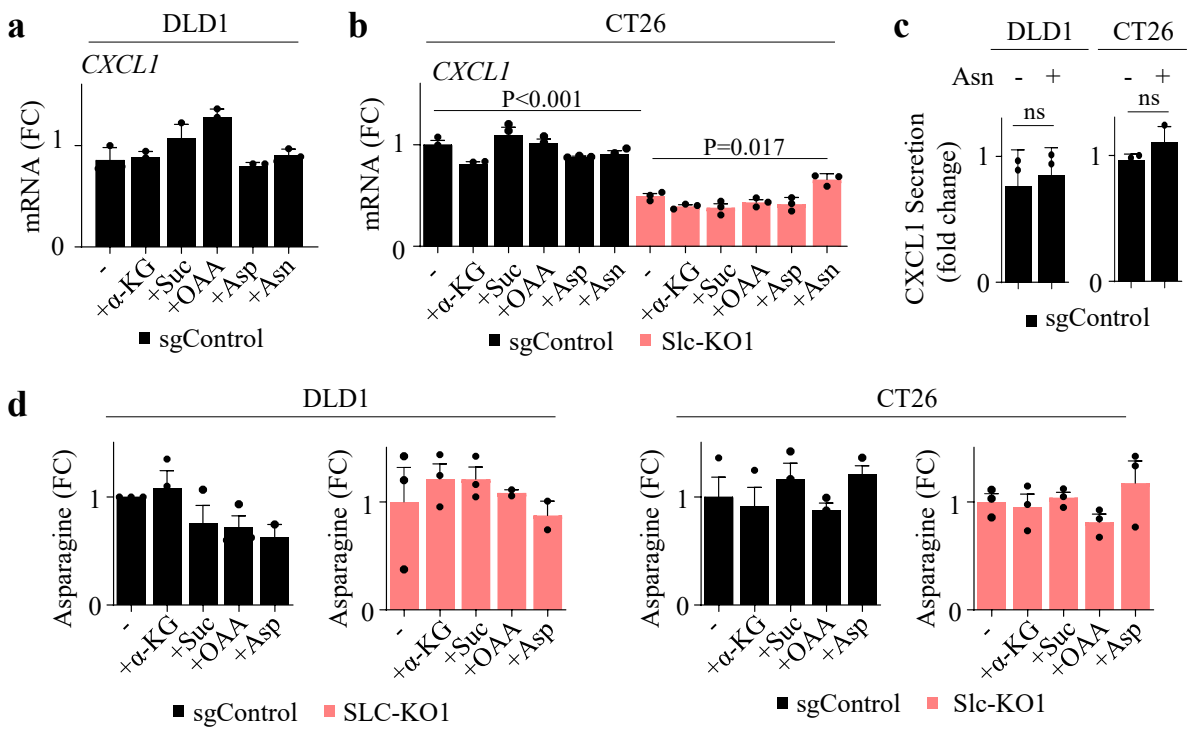 a
DLD1
CXCL1
mRNA (FC)
1
0
-
+α-KG
+Suc
+OAA
+Asp
+Asn
sgControl
b
CT26
CXCL1
P<0.001
P=0.017
mRNA (FC)
1
0
-
+α-KG
+Suc
+OAA
+Asp
+Asn
-
+α-KG
+Suc
+OAA
+Asp
+Asn
sgControl Slc-KO1
c
DLD1 CT26
Asn - + - +
ns ns
CXCL1 Secretion
(fold change)
1 1
0 0
sgControl
d
DLD1
Asparagine (FC)
1
0
-
+α-KG
+Suc
+OAA
+Asp
Asparagine (FC)
1
0
-
+α-KG
+Suc
+OAA
+Asp
sgControl SLC-KO1
CT26
Asparagine (FC)
1
0
-
+α-KG
+Suc
+OAA
+Asp
Asparagine (FC)
1
0
-
+α-KG
+Suc
+OAA
+Asp
sgControl Slc-KO1